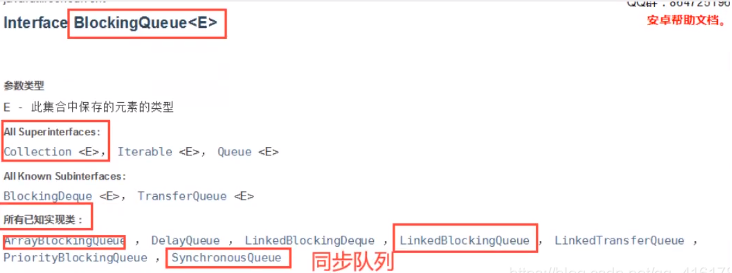 Interface BlockingQueue<E>
安卓帮助文档。
参数类型
E - 此集合中保存的元素的类型
All Superinterfaces:
Collection <E>, Iterable <E>, Queue <E>
All Known Subinterfaces:
BlockingDeque <E>, TransferQueue <E>
所有已知实现类:
ArrayBlockingQueue , DelayQueue , LinkedBlockingDeque , LinkedBlockingQueue , LinkedTransferQueue ,
PriorityBlockingQueue , SynchronousQueue
同步队列